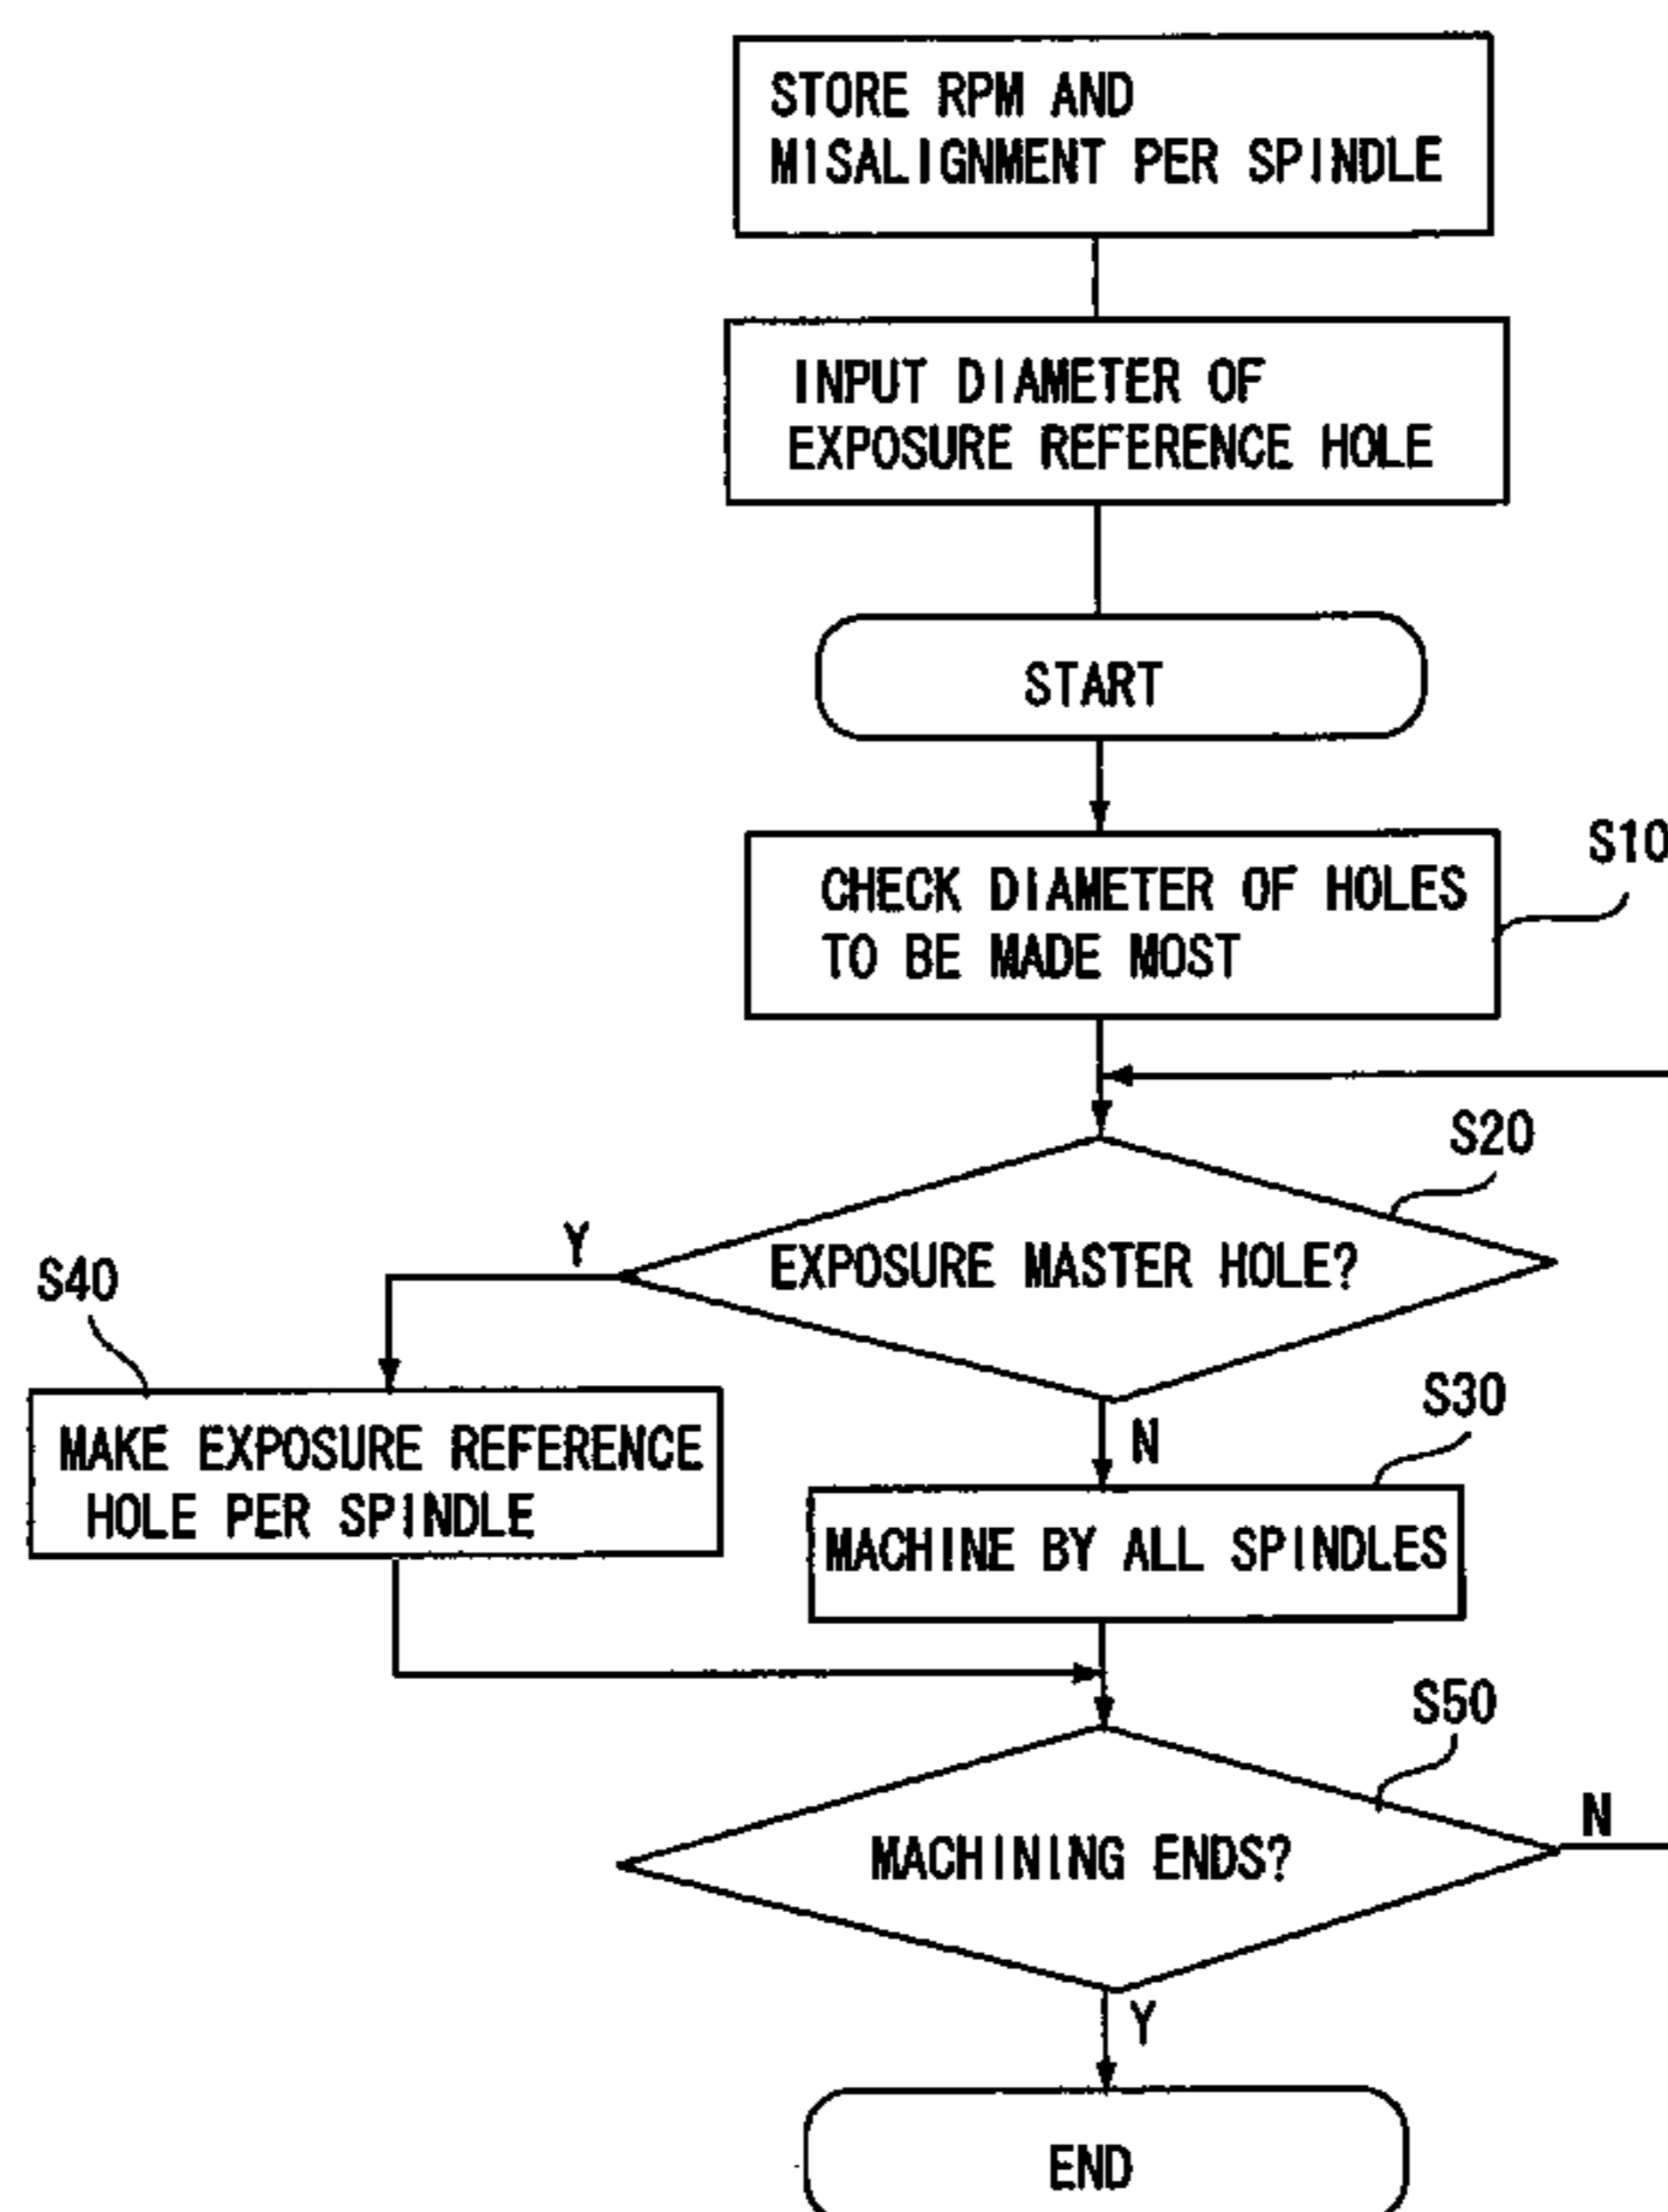 STORE RPM AND
MISALIGNMENT PER SPINDLE
INPUT DIAMETER OF
EXPOSURE REFERENCE HOLE
START
S10
CHECK DIAMETER OF HOLES
TO BE MADE MOST
S20
EXPOSURE MASTER HOLE?
Y
S40
MAKE EXPOSURE REFERENCE
HOLE PER SPINDLE
N
S30
MACHINE BY ALL SPINDLES
S50
MACHINING ENDS?
N
Y
END